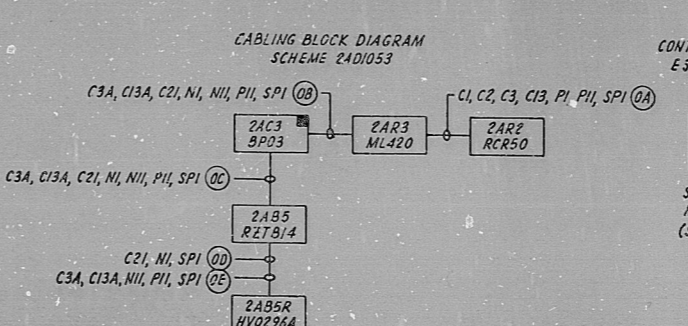 CABLING BLOCK DIAGRAM
SCHEME 2AD1053
C3A, C13A, C21, N1, N11, P11, SP1 0B
C1, C2, C3, C13, P1, P11, SP1 0A
2AC3
BP03
2AR3
ML420
2AR2
RCR50
C3A, C13A, C21, N1, N11, P11, SP1 0C
2AB5
RZTB14
C21, N1, SP1 0D
C3A, C13A, N11, P11, SP1 0E
2AB5R
HV0296A